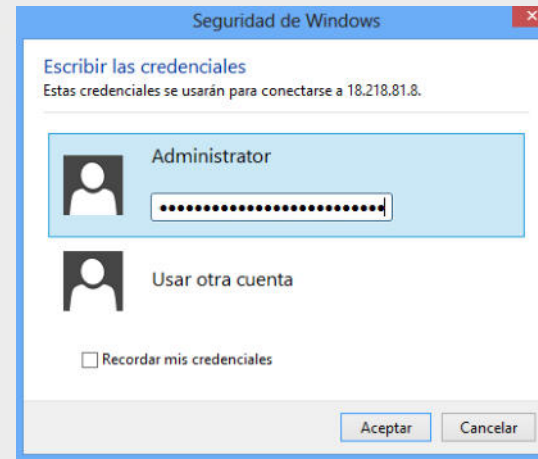 Seguridad de Windows
Escribir las credenciales
Estas credenciales se usarán para conectarse a 18.218.81.8.
Administrator
••••••••••••••••••••••••••
Usar otra cuenta
Recordar mis credenciales
Aceptar
Cancelar